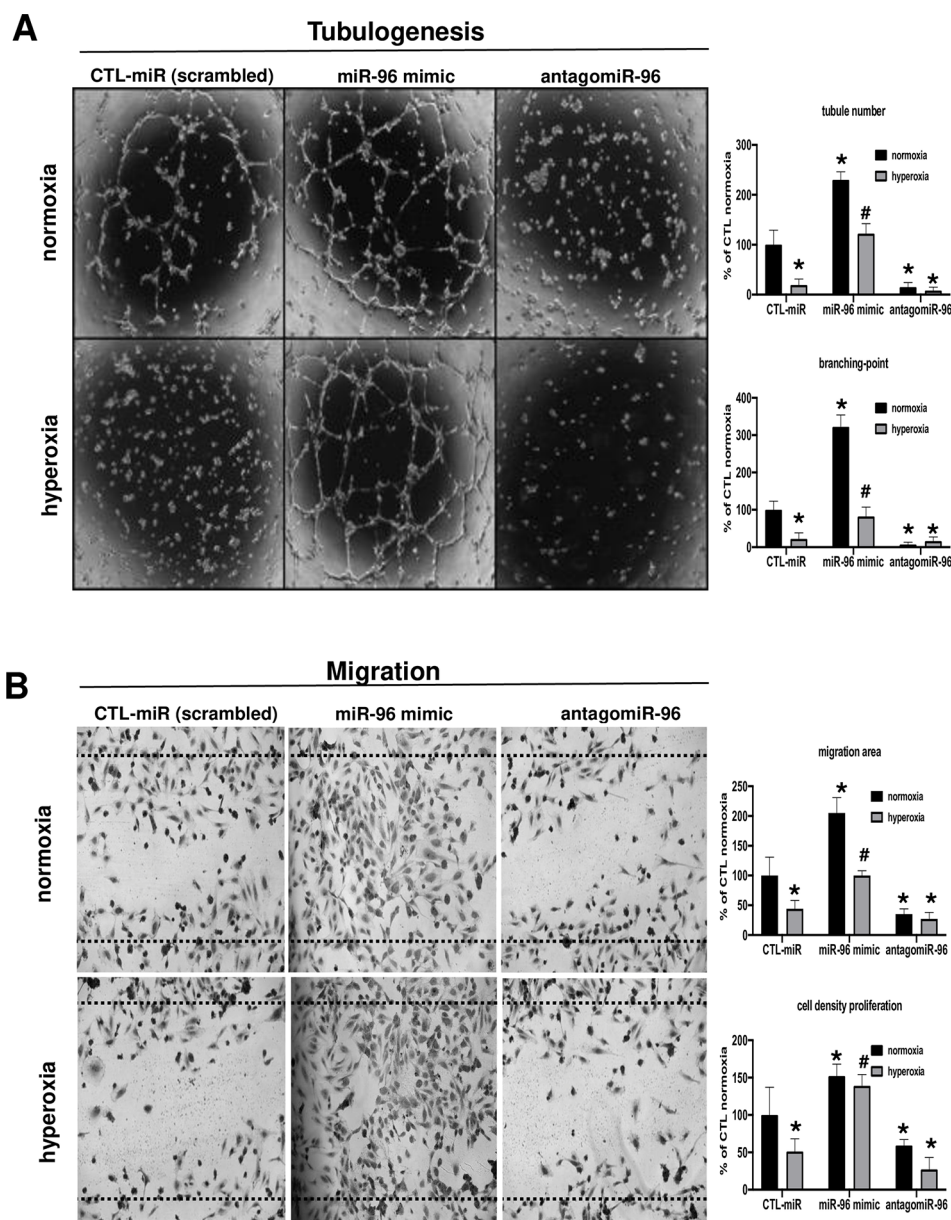 A
Tubulogenesis
CTL-miR (scrambled) miR-96 mimic antagomiR-96
normoxia
hyperoxia
tubule number
% of CTL normoxia
300
200
100
0
normoxia
hyperoxia
*
*
#
*
*
CTL-miR miR-96 mimic antagomiR-96
branching-point
% of CTL normoxia
400
300
200
100
0
normoxia
hyperoxia
*
*
#
*
*
CTL-miR miR-96 mimic antagomiR-96
B
Migration
CTL-miR (scrambled) miR-96 mimic antagomiR-96
normoxia
hyperoxia
migration area
% of CTL normoxia
250
200
150
100
50
0
normoxia
hyperoxia
*
*
#
*
*
CTL-miR miR-96 mimic antagomiR-96
cell density proliferation
% of CTL normoxia
200
150
100
50
0
normoxia
hyperoxia
*
*
#
*
*
CTL-miR miR-96 mimic antagomiR-96